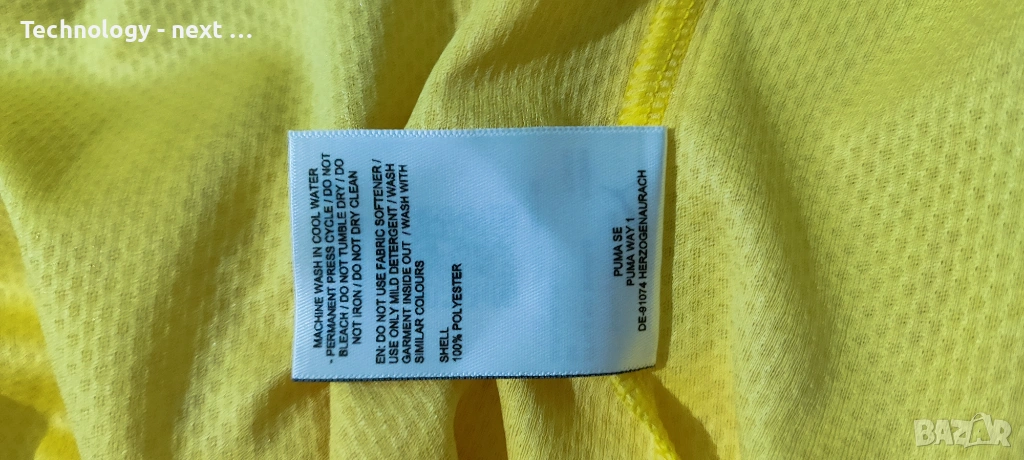 Technology - next ...
MACHINE WASH IN COOL WATER
- PERMANENT PRESS CYCLE / DO NOT
BLEACH / DO NOT TUMBLE DRY / DO
NOT IRON / DO NOT DRY CLEAN
EN: DO NOT USE FABRIC SOFTENER /
USE ONLY MILD DETERGENT / WASH
GARMENT INSIDE OUT / WASH WITH
SIMILAR COLOURS
SHELL
100% POLYESTER
PUMA SE
PUMA WAY 1
DE-91074 HERZOGENAURACH
BAZAR